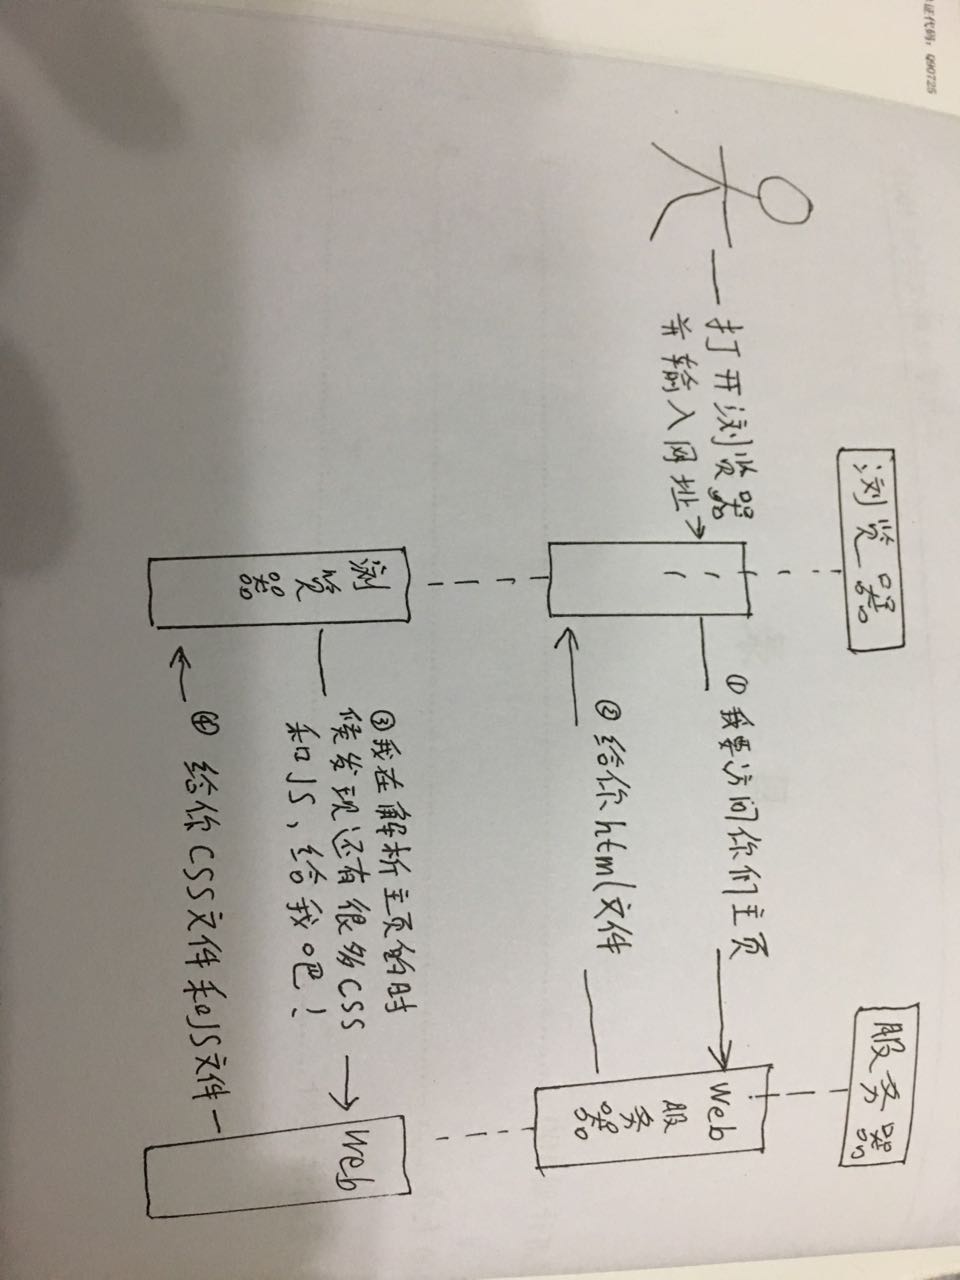 证代码：Q90725
浏览器
服务器
打开浏览器
并输入网址
①我要访问你们主页
Web
服
务
器
②给你html文件
浏
览
器
③我在解析主页的时
候发现还有很多CSS
和JS，给我吧！
Web
④给你CSS文件和JS文件